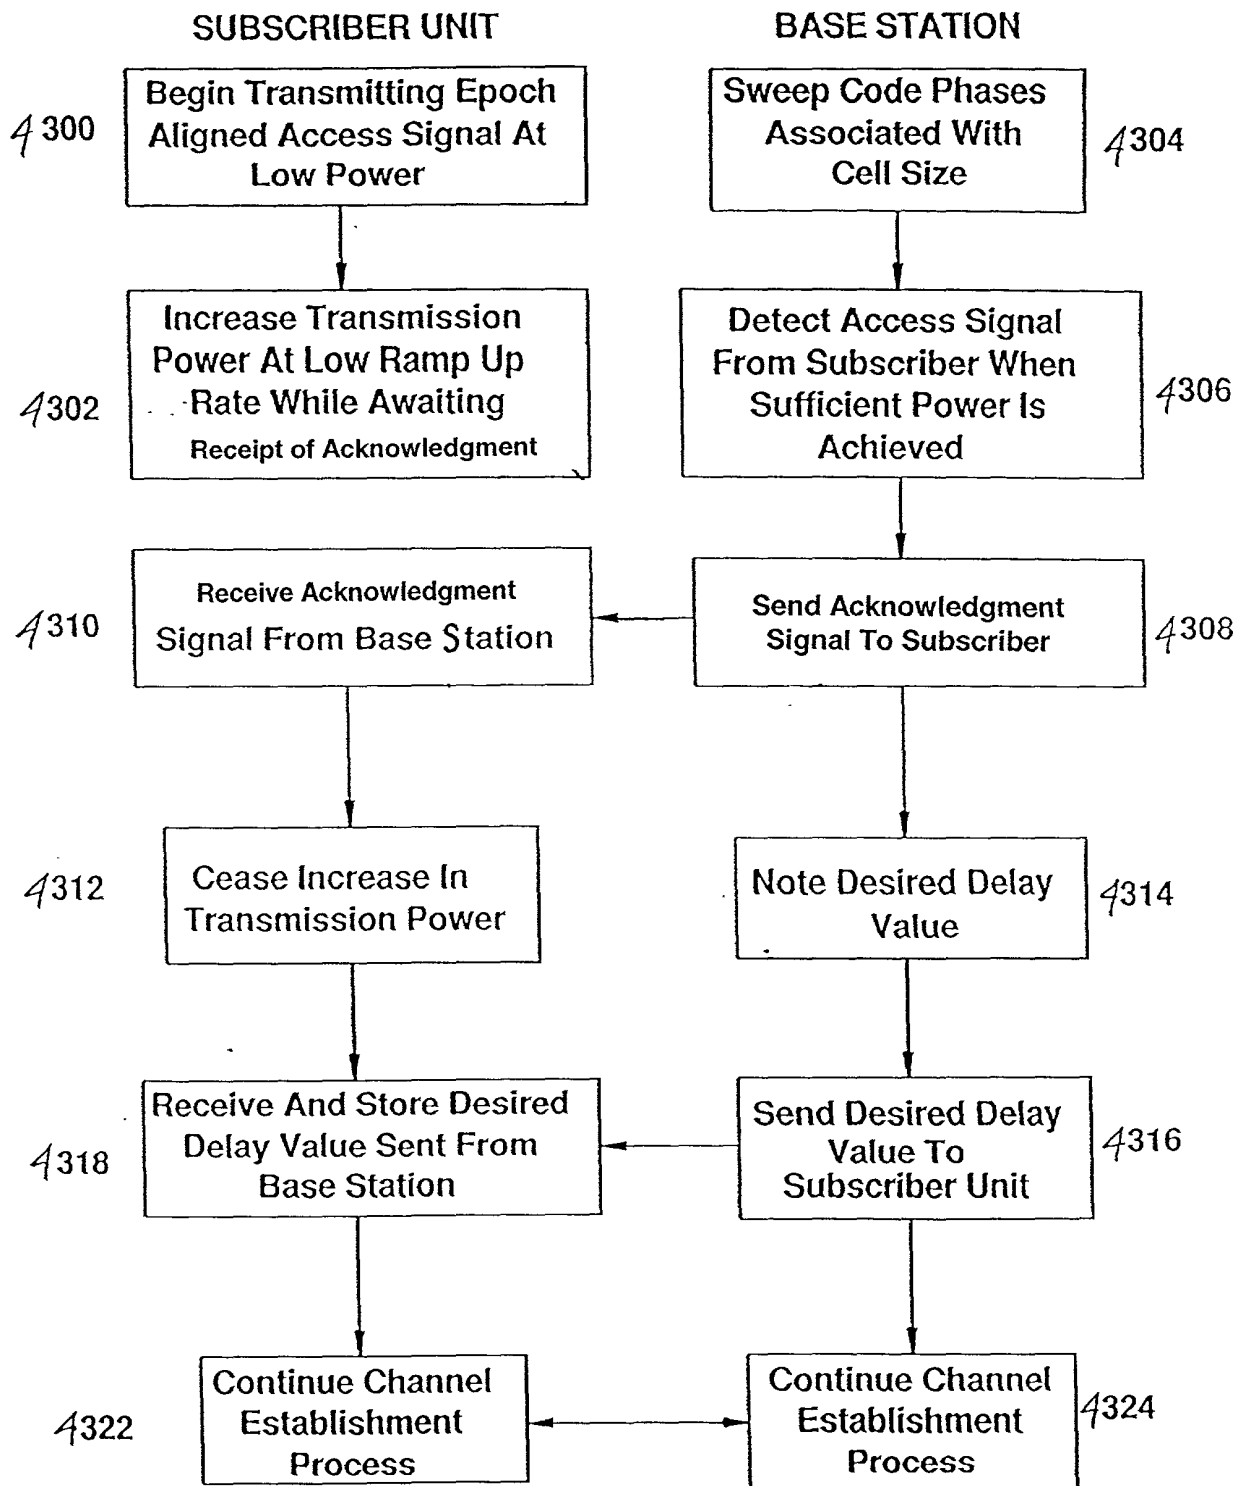 SUBSCRIBER UNIT
BASE STATION
4300
Begin Transmitting Epoch
Aligned Access Signal At
Low Power
Sweep Code Phases
Associated With
Cell Size
4304
4302
Increase Transmission
Power At Low Ramp Up
Rate While Awaiting
Receipt of Acknowledgment
Detect Access Signal
From Subscriber When
Sufficient Power Is
Achieved
4306
4310
Receive Acknowledgment
Signal From Base Station
Send Acknowledgment
Signal To Subscriber
4308
4312
Cease Increase In
Transmission Power
Note Desired Delay
Value
4314
4318
Receive And Store Desired
Delay Value Sent From
Base Station
Send Desired Delay
Value To
Subscriber Unit
4316
4322
Continue Channel
Establishment
Process
Continue Channel
Establishment
Process
4324